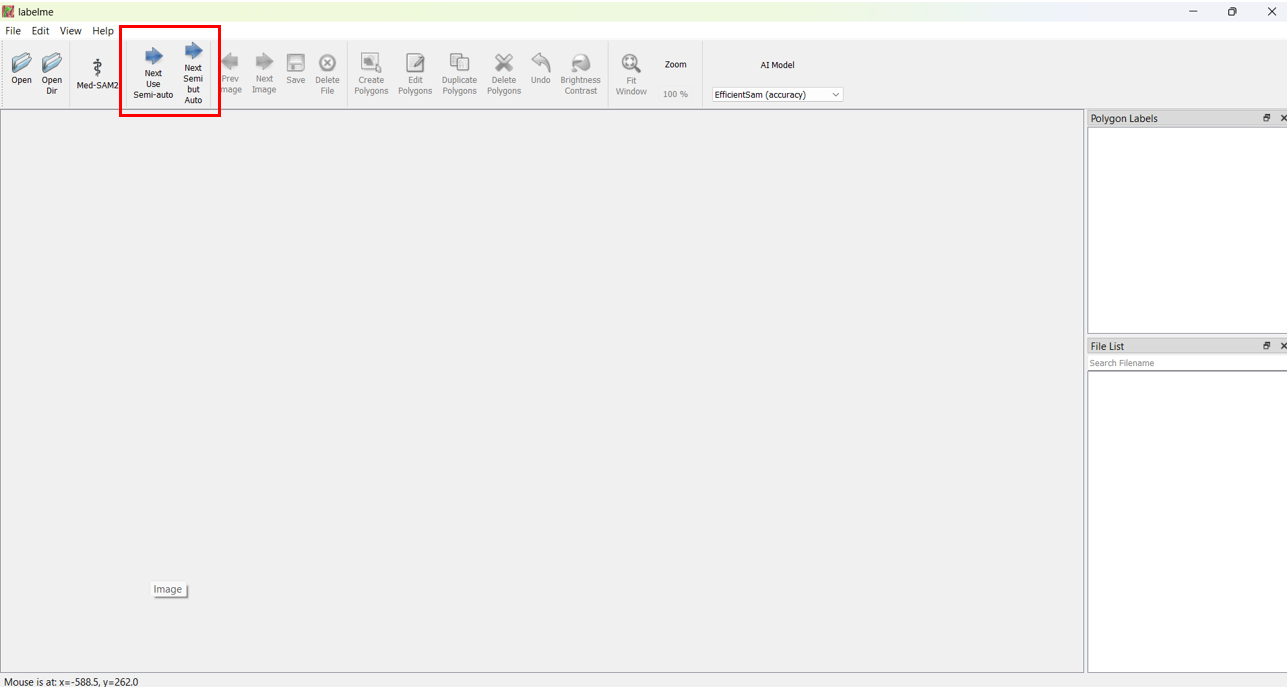 labelme
File Edit View Help
Open
Open
Dir
Med-SAM2
Next
Use
Semi-auto
Next
Semi
but
Auto
Prev
Image
Next
Image
Save
Delete
File
Create
Polygons
Edit
Polygons
Duplicate
Polygons
Delete
Polygons
Undo
Brightness
Contrast
Fit
Window
Zoom
100 %
AI Model
EfficientSam (accuracy)
Polygon Labels
File List
Search Filename
Image
Mouse is at: x=-588.5, y=262.0